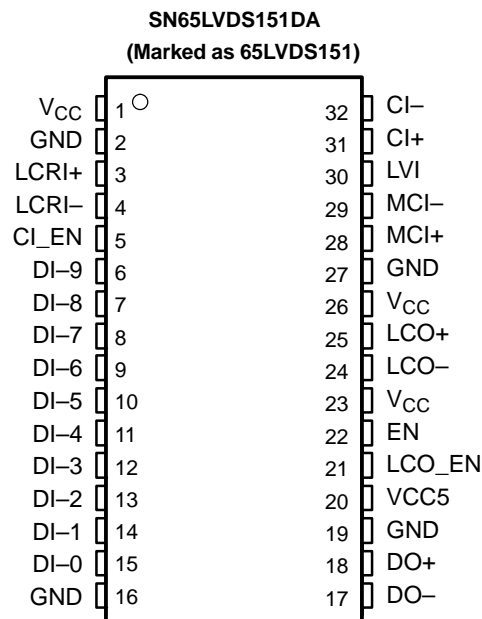 SN65LVDS151DA
(Marked as 65LVDS151)
VCC 1 32 CI–
GND 2 31 CI+
LCRI+ 3 30 LVI
LCRI– 4 29 MCI–
CI_EN 5 28 MCI+
DI–9 6 27 GND
DI–8 7 26 VCC
DI–7 8 25 LCO+
DI–6 9 24 LCO–
DI–5 10 23 VCC
DI–4 11 22 EN
DI–3 12 21 LCO_EN
DI–2 13 20 VCC5
DI–1 14 19 GND
DI–0 15 18 DO+
GND 16 17 DO–